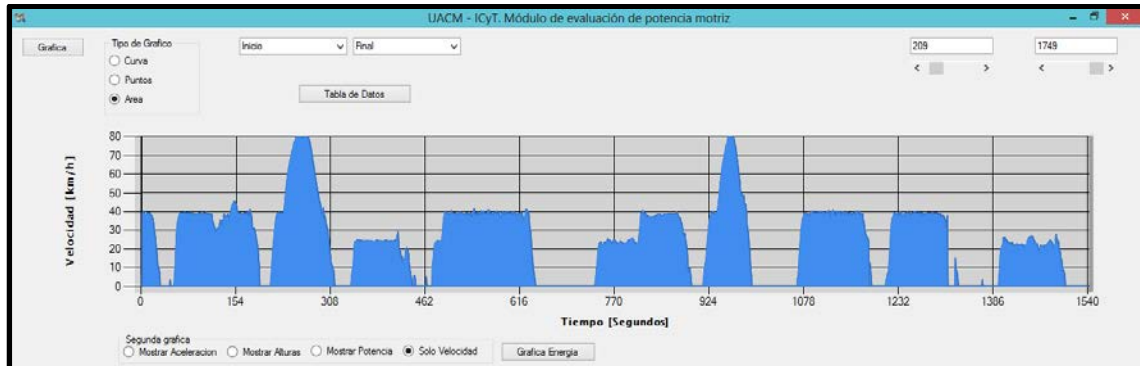 UACM - ICyT. Módulo de evaluación de potencia motriz
Grafica
Tipo de Grafico
Curva
Puntos
Area
Inicio
Final
209
1749
Tabla de Datos
Velocidad [km/h]
80
70
60
50
40
30
20
10
0
0 154 308 462 616 770 924 1078 1232 1386 1540
Tiempo [Segundos]
Segunda grafica
Mostrar Aceleracion Mostrar Alturas Mostrar Potencia Solo Velocidad Grafica Energia